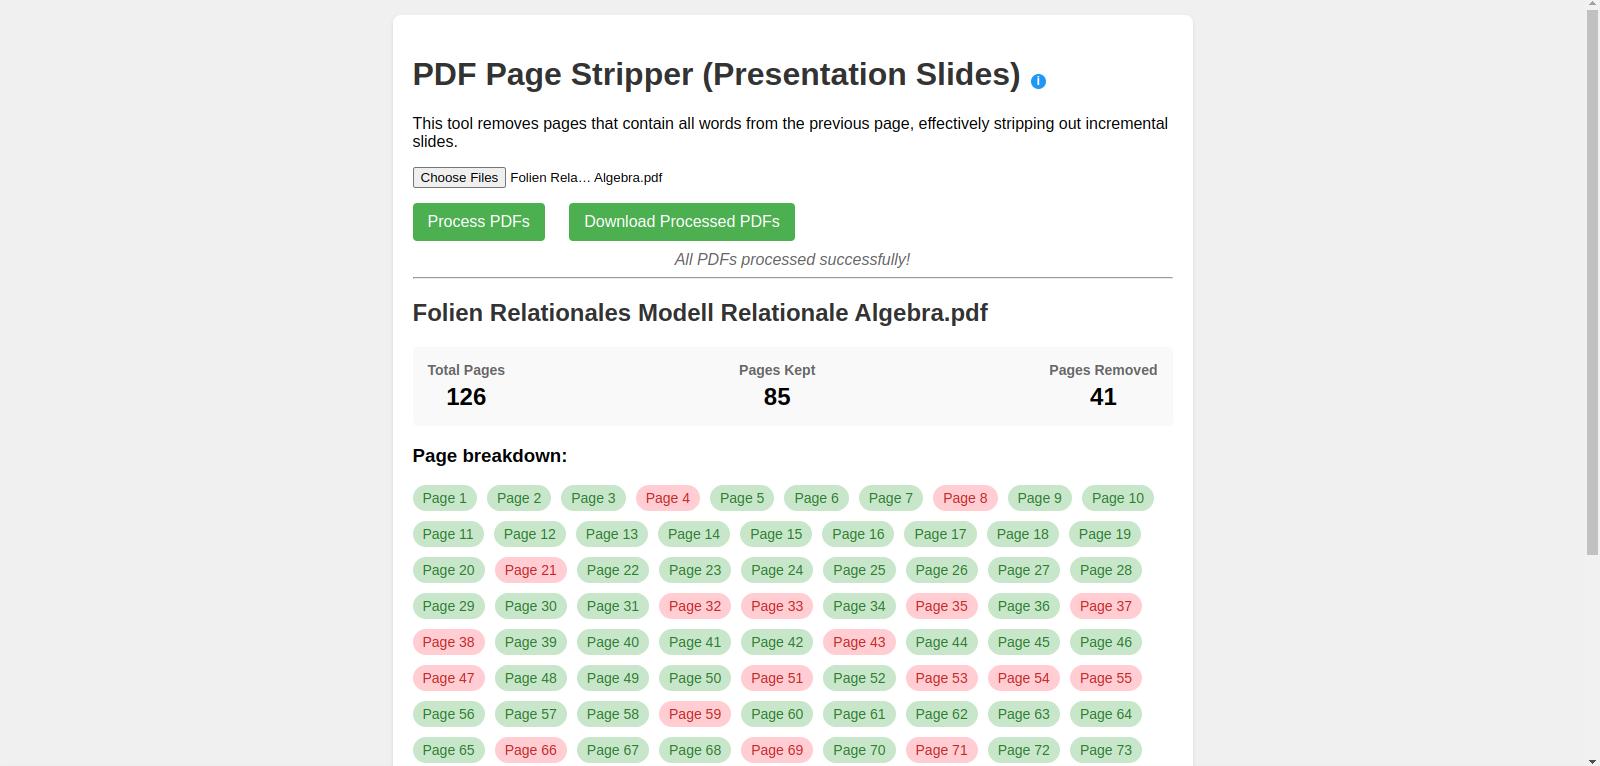 PDF Page Stripper (Presentation Slides) i
This tool removes pages that contain all words from the previous page, effectively stripping out incremental
slides.
Choose Files Folien Rela… Algebra.pdf
Process PDFs Download Processed PDFs
All PDFs processed successfully!
Folien Relationales Modell Relationale Algebra.pdf
Total Pages Pages Kept Pages Removed
126 85 41
Page breakdown:
Page 1 Page 2 Page 3 Page 4 Page 5 Page 6 Page 7 Page 8 Page 9 Page 10
Page 11 Page 12 Page 13 Page 14 Page 15 Page 16 Page 17 Page 18 Page 19
Page 20 Page 21 Page 22 Page 23 Page 24 Page 25 Page 26 Page 27 Page 28
Page 29 Page 30 Page 31 Page 32 Page 33 Page 34 Page 35 Page 36 Page 37
Page 38 Page 39 Page 40 Page 41 Page 42 Page 43 Page 44 Page 45 Page 46
Page 47 Page 48 Page 49 Page 50 Page 51 Page 52 Page 53 Page 54 Page 55
Page 56 Page 57 Page 58 Page 59 Page 60 Page 61 Page 62 Page 63 Page 64
Page 65 Page 66 Page 67 Page 68 Page 69 Page 70 Page 71 Page 72 Page 73